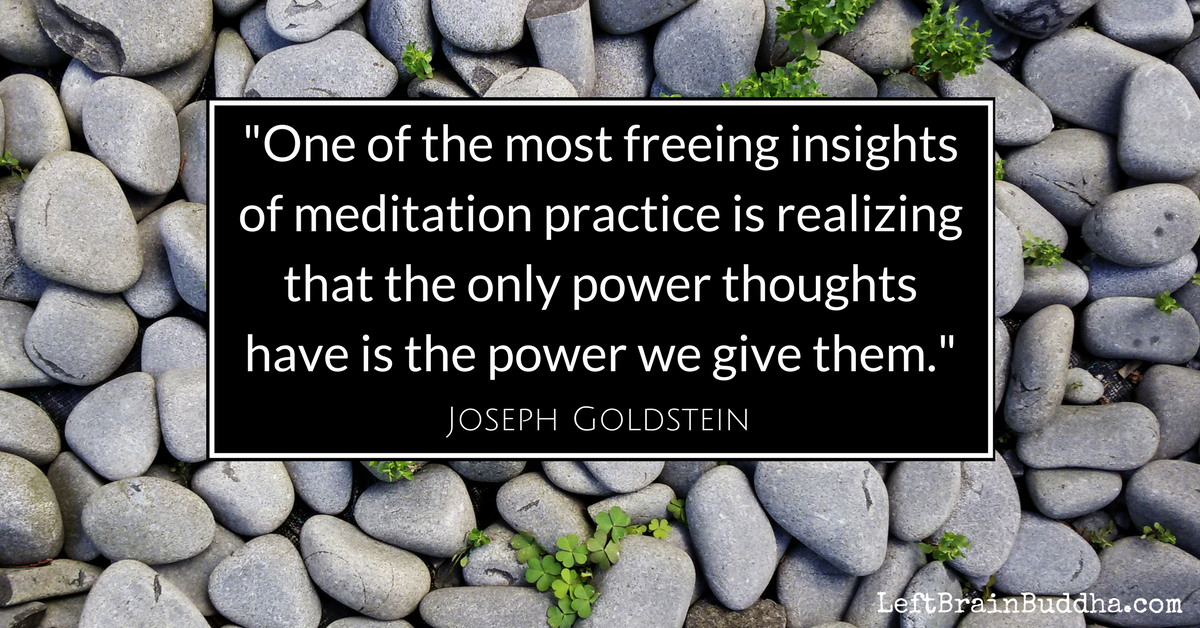 "One of the most freeing insights
of meditation practice is realizing
that the only power thoughts
have is the power we give them."
Joseph Goldstein
LeftBrainBuddha.com